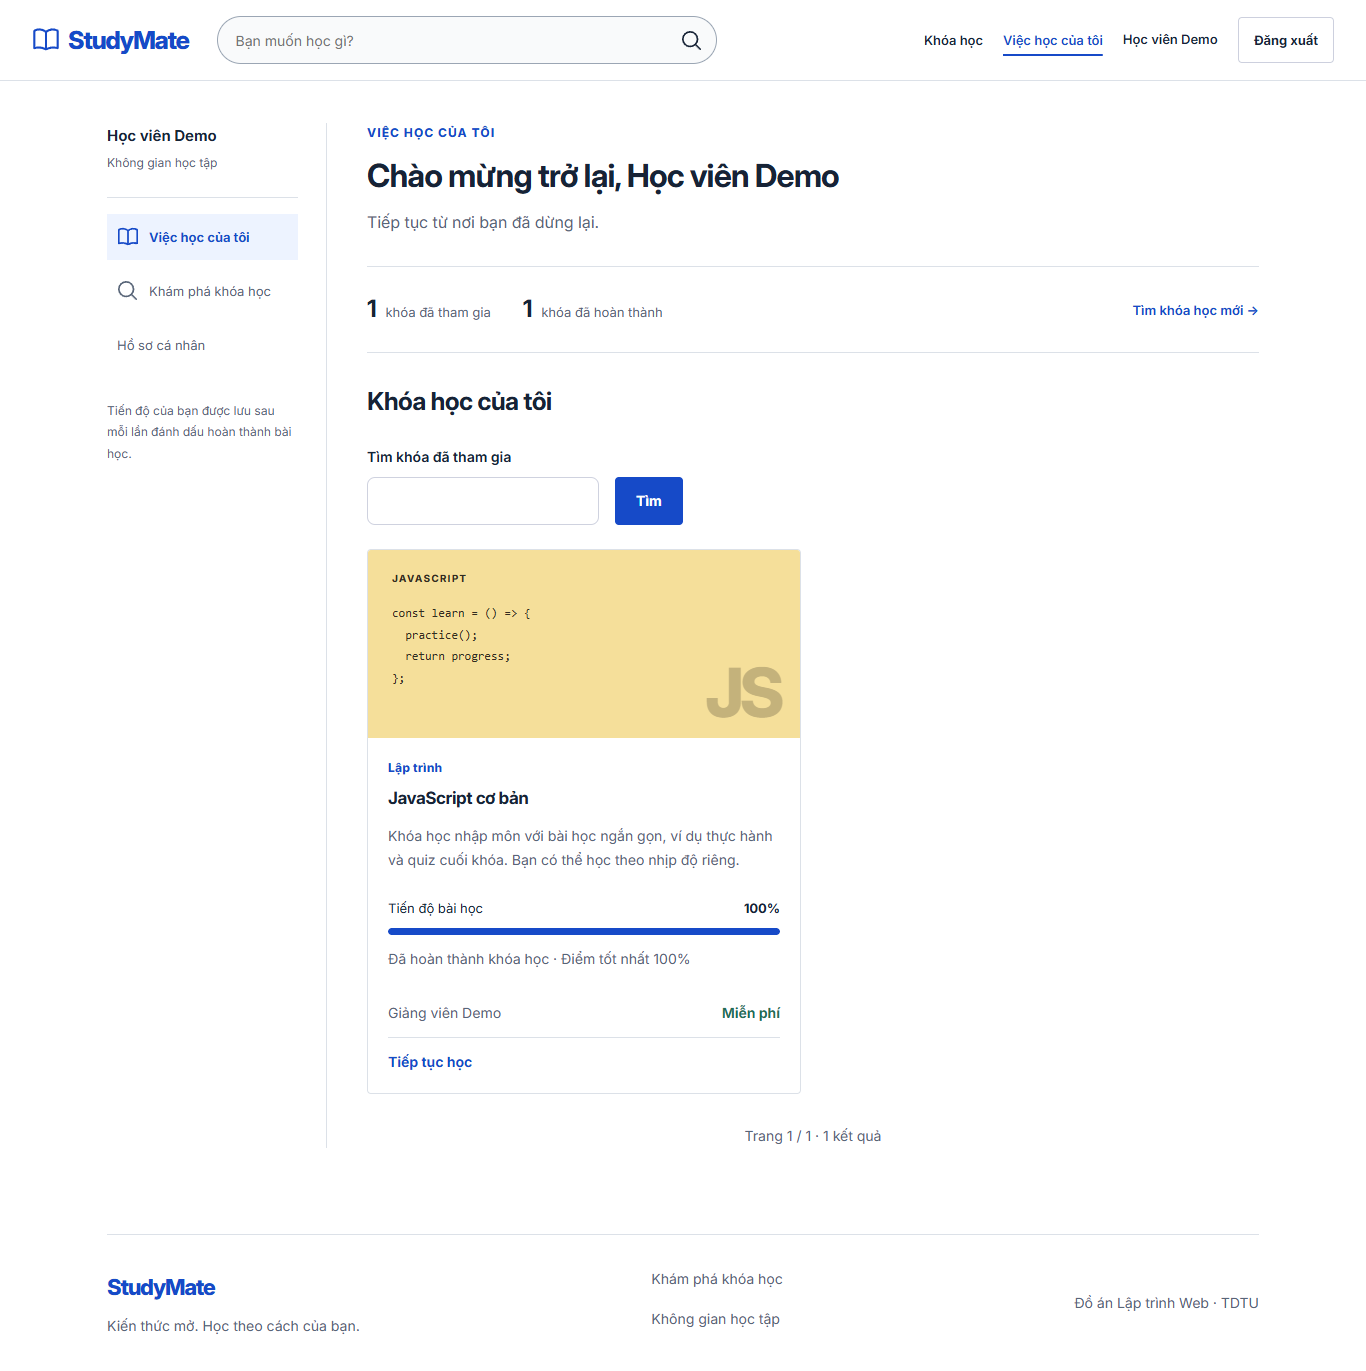 StudyMate
Bạn muốn học gì?
Khóa học
Việc học của tôi
Học viên Demo
Đăng xuất
Học viên Demo
Không gian học tập
Việc học của tôi
Khám phá khóa học
Hồ sơ cá nhân
Tiến độ của bạn được lưu sau
mỗi lần đánh dấu hoàn thành bài
học.
VIỆC HỌC CỦA TÔI
Chào mừng trở lại, Học viên Demo
Tiếp tục từ nơi bạn đã dừng lại.
1 khóa đã tham gia
1 khóa đã hoàn thành
Tìm khóa học mới →
Khóa học của tôi
Tìm khóa đã tham gia
Tìm
JAVASCRIPT
const learn = () => {
practice();
return progress;
};
JS
Lập trình
JavaScript cơ bản
Khóa học nhập môn với bài học ngắn gọn, ví dụ thực hành
và quiz cuối khóa. Bạn có thể học theo nhịp độ riêng.
Tiến độ bài học
100%
Đã hoàn thành khóa học · Điểm tốt nhất 100%
Giảng viên Demo
Miễn phí
Tiếp tục học
Trang 1 / 1 · 1 kết quả
StudyMate
Kiến thức mở. Học theo cách của bạn.
Khám phá khóa học
Không gian học tập
Đồ án Lập trình Web · TDTU